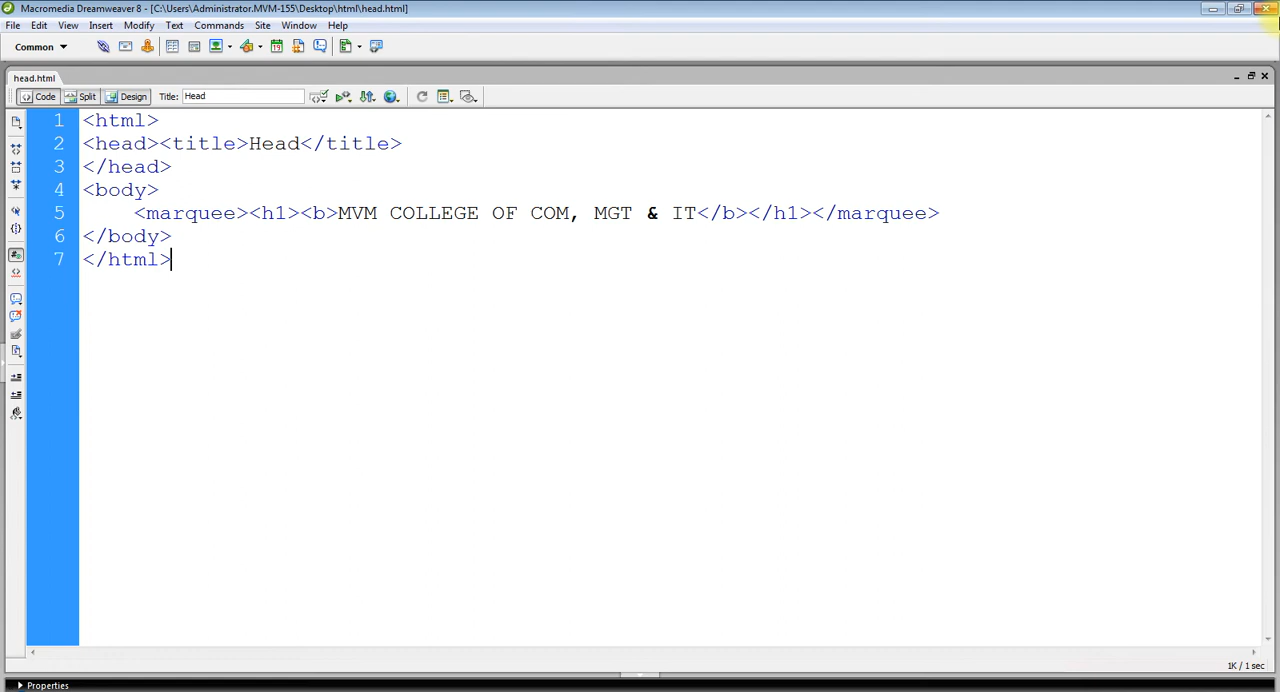 Macromedia Dreamweaver 8 - [C:\Users\Administrator.MVM-155\Desktop\html\head.html]
File Edit View Insert Modify Text Commands Site Window Help
Common
head.html
Code Split Design Title: Head
1 <html>
2 <head><title>Head</title>
3 </head>
4 <body>
5 <marquee><h1><b>MVM COLLEGE OF COM, MGT & IT</b></h1></marquee>
6 </body>
7 </html>
1K / 1 sec
Properties